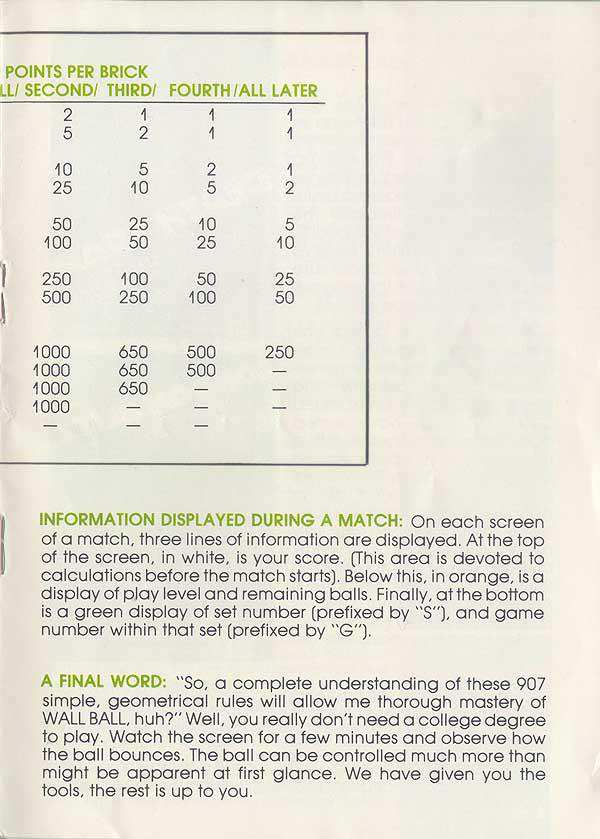 POINTS PER BRICK
LL/ SECOND/ THIRD/ FOURTH/ALL LATER
2 1 1 1
5 2 1 1
10 5 2 1
25 10 5 2
50 25 10 5
100 50 25 10
250 100 50 25
500 250 100 50
1000 650 500 250
1000 650 500 —
1000 650 — —
1000 — — —
— — —
INFORMATION DISPLAYED DURING A MATCH: On each screen
of a match, three lines of information are displayed. At the top
of the screen, in white, is your score. (This area is devoted to
calculations before the match starts). Below this, in orange, is a
display of play level and remaining balls. Finally, at the bottom
is a green display of set number (prefixed by "S"), and game
number within that set (prefixed by "G").
A FINAL WORD: "So, a complete understanding of these 907
simple, geometrical rules will allow me thorough mastery of
WALL BALL, huh?" Well, you really don't need a college degree
to play. Watch the screen for a few minutes and observe how
the ball bounces. The ball can be controlled much more than
might be apparent at first glance. We have given you the
tools, the rest is up to you.